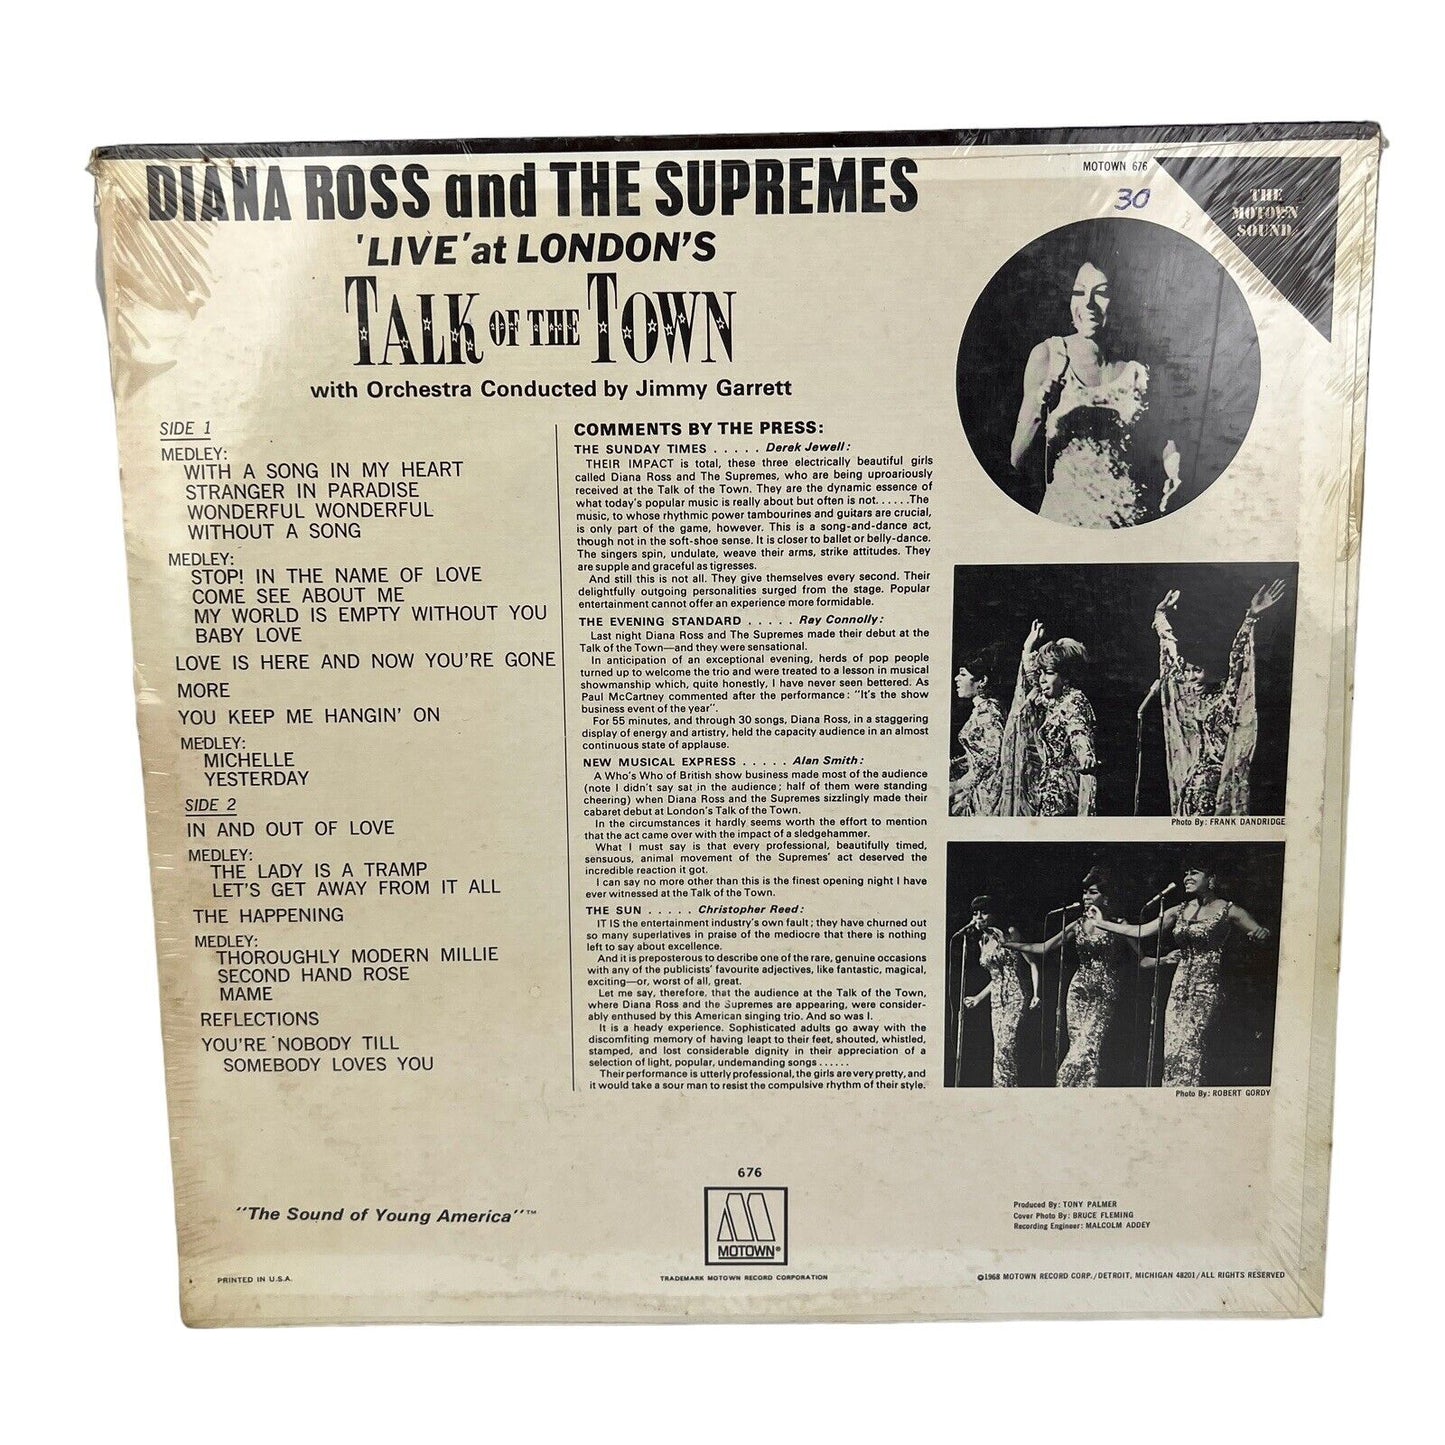 DIANA ROSS and THE SUPREMES
'LIVE' at LONDON'S
TALK OF THE TOWN
with Orchestra Conducted by Jimmy Garrett
MOTOWN 676
30
THE
MOTOWN
SOUND
SIDE 1
MEDLEY:
WITH A SONG IN MY HEART
STRANGER IN PARADISE
WONDERFUL WONDERFUL
WITHOUT A SONG
MEDLEY:
STOP! IN THE NAME OF LOVE
COME SEE ABOUT ME
MY WORLD IS EMPTY WITHOUT YOU
BABY LOVE
LOVE IS HERE AND NOW YOU'RE GONE
MORE
YOU KEEP ME HANGIN' ON
MEDLEY:
MICHELLE
YESTERDAY
SIDE 2
IN AND OUT OF LOVE
MEDLEY:
THE LADY IS A TRAMP
LET'S GET AWAY FROM IT ALL
THE HAPPENING
MEDLEY:
THOROUGHLY MODERN MILLIE
SECOND HAND ROSE
MAME
REFLECTIONS
YOU'RE NOBODY TILL
SOMEBODY LOVES YOU
COMMENTS BY THE PRESS:
THE SUNDAY TIMES . . . . . Derek Jewell:
THEIR IMPACT is total, these three electrically beautiful girls
called Diana Ross and The Supremes, who are being uproariously
received at the Talk of the Town. They are the dynamic essence of
what today's popular music is really about but often is not......The
music, to whose rhythmic power tambourines and guitars are crucial,
is only part of the game, however. This is a song-and-dance act,
though not in the soft-shoe sense. It is closer to ballet or belly-dance.
The singers spin, undulate, weave their arms, strike attitudes. They
are supple and graceful as tigresses.
And still this is not all. They give themselves every second. Their
delightfully outgoing personalities surged from the stage. Popular
entertainment cannot offer an experience more formidable.
THE EVENING STANDARD . . . . . Ray Connolly:
Last night Diana Ross and The Supremes made their debut at the
Talk of the Town—and they were sensational.
In anticipation of an exceptional evening, herds of pop people
turned up to welcome the trio and were treated to a lesson in musical
showmanship which, quite honestly, I have never seen bettered. As
Paul McCartney commented after the performance: "It's the show
business event of the year".
For 55 minutes, and through 30 songs, Diana Ross, in a staggering
display of energy and artistry, held the capacity audience in an almost
continuous state of applause.
NEW MUSICAL EXPRESS . . . . . Alan Smith:
A Who's Who of British show business made most of the audience
(note I didn't say sat in the audience; half of them were standing
cheering) when Diana Ross and the Supremes sizzlingly made their
cabaret debut at London's Talk of the Town.
In the circumstances it hardly seems worth the effort to mention
that the act came over with the impact of a sledgehammer.
What I must say is that every professional, beautifully timed,
sensuous, animal movement of the Supremes' act deserved the
incredible reaction it got.
I can say no more other than this is the finest opening night I have
ever witnessed at the Talk of the Town.
THE SUN . . . . . Christopher Reed:
IT IS the entertainment industry's own fault; they have churned out
so many superlatives in praise of the mediocre that there is nothing
left to say about excellence.
And it is preposterous to describe one of the rare, genuine occasions
with any of the publicists' favourite adjectives, like fantastic, magical,
exciting—or, worst of all, great.
Let me say, therefore, that the audience at the Talk of the Town,
where Diana Ross and the Supremes are appearing, were consider-
ably enthused by this American singing trio. And so was I.
It is a heady experience. Sophisticated adults go away with the
discomfiting memory of having leapt to their feet, shouted, whistled,
stamped, and lost considerable dignity in their appreciation of a
selection of light, popular, undemanding songs......
Their performance is utterly professional, the girls are very pretty, and
it would take a sour man to resist the compulsive rhythm of their style.
Photo By: FRANK DANDRIDGE
Photo By: ROBERT GORDY
676
"The Sound of Young America"™
MOTOWN®
Produced By: TONY PALMER
Cover Photo By: BRUCE FLEMING
Recording Engineer: MALCOLM ADDEY
PRINTED IN U.S.A.
TRADEMARK MOTOWN RECORD CORPORATION
©1968 MOTOWN RECORD CORP./DETROIT, MICHIGAN 48201/ALL RIGHTS RESERVED